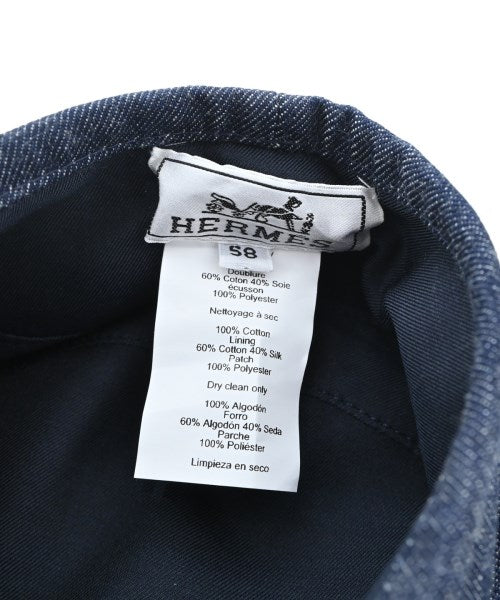 HERMES
58
Doublure
60% Coton 40% Soie
écusson
100% Polyester
Nettoyage à sec
100% Cotton
Lining
60% Cotton 40% Silk
Patch
100% Polyester
Dry clean only
100% Algodón
Forro
60% Algodón 40% Seda
Parche
100% Poliéster
Limpieza en seco